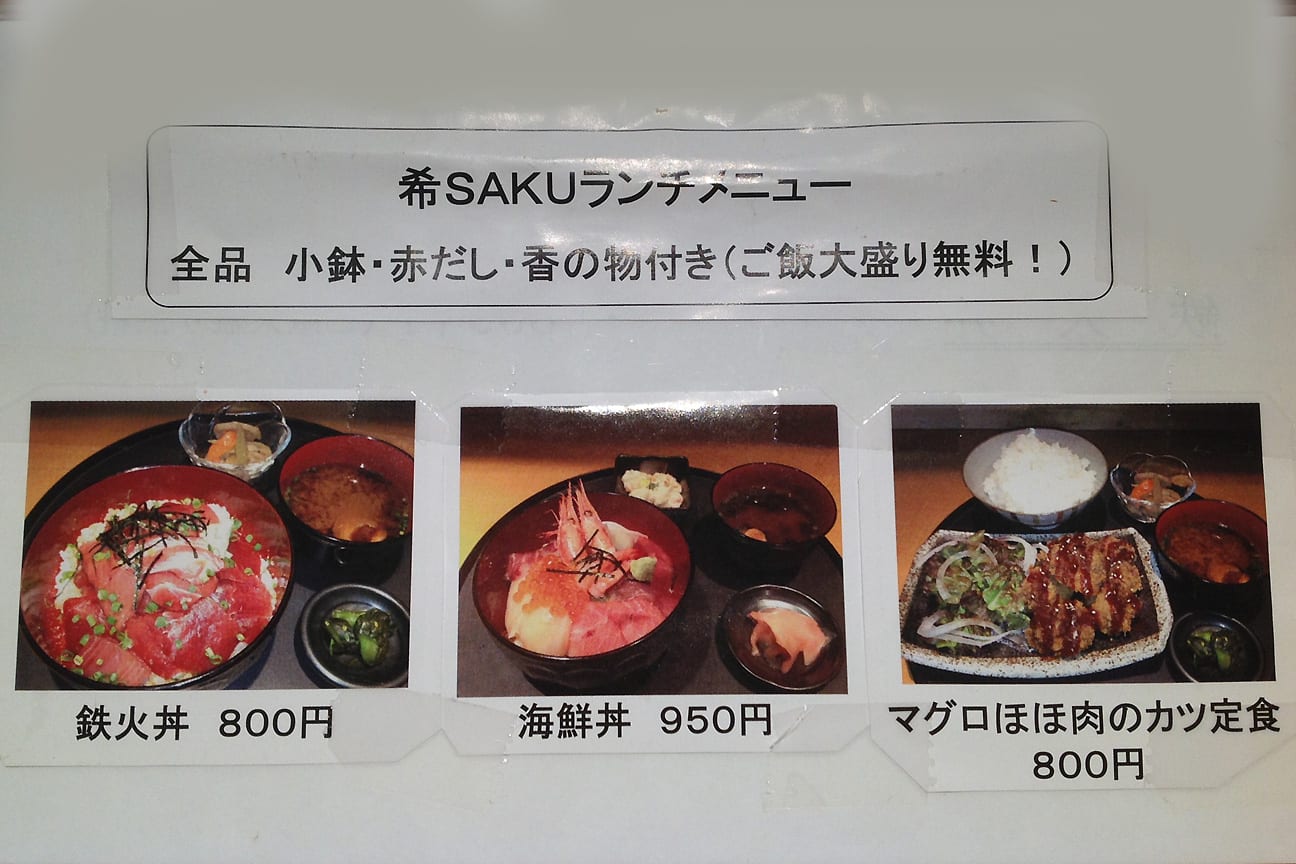 希SAKUランチメニュー
全品　小鉢・赤だし・香の物付き(ご飯大盛り無料！)
鉄火丼　800円
海鮮丼　950円
マグロほほ肉のカツ定食
800円